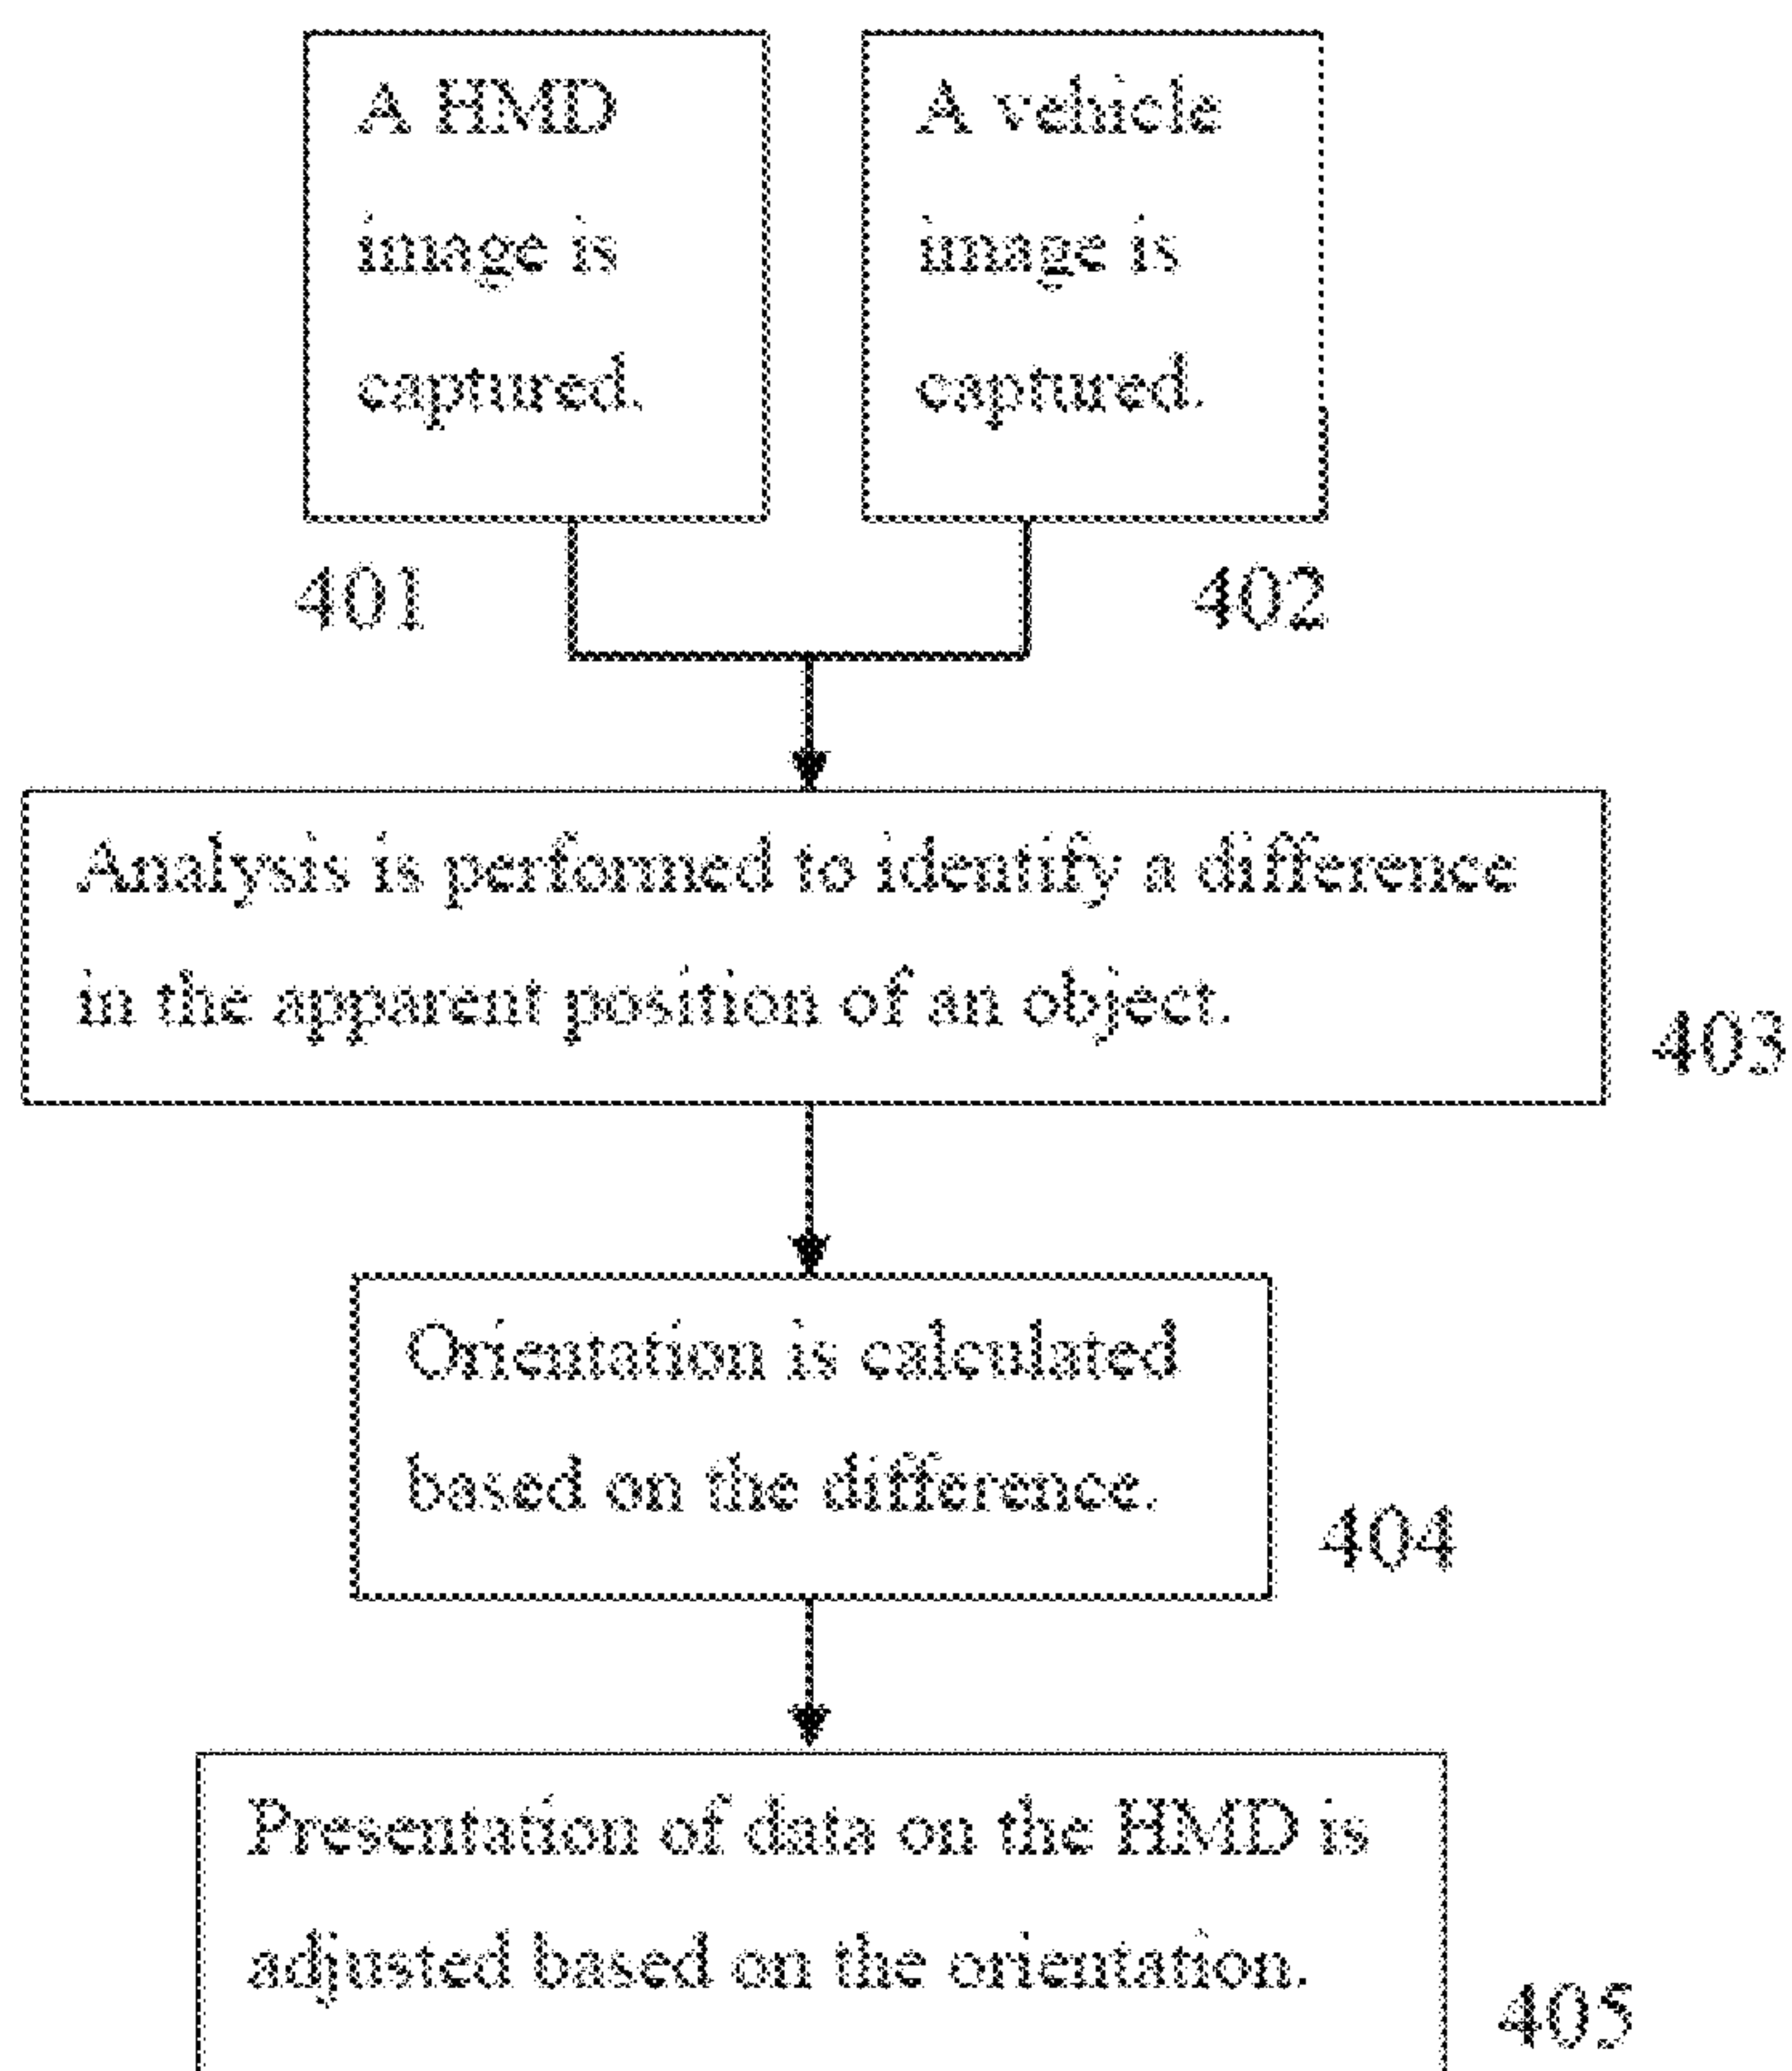 A HMD
image is
captured.
401
A vehicle
image is
captured.
402
Analysis is performed to identify a difference
in the apparent position of an object.
403
Orientation is calculated
based on the difference.
404
Presentation of data on the HMD is
adjusted based on the orientation.
405